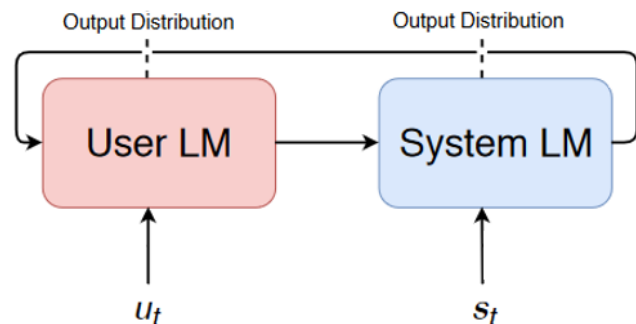 Output Distribution Output Distribution
User LM System LM
u_t s_t